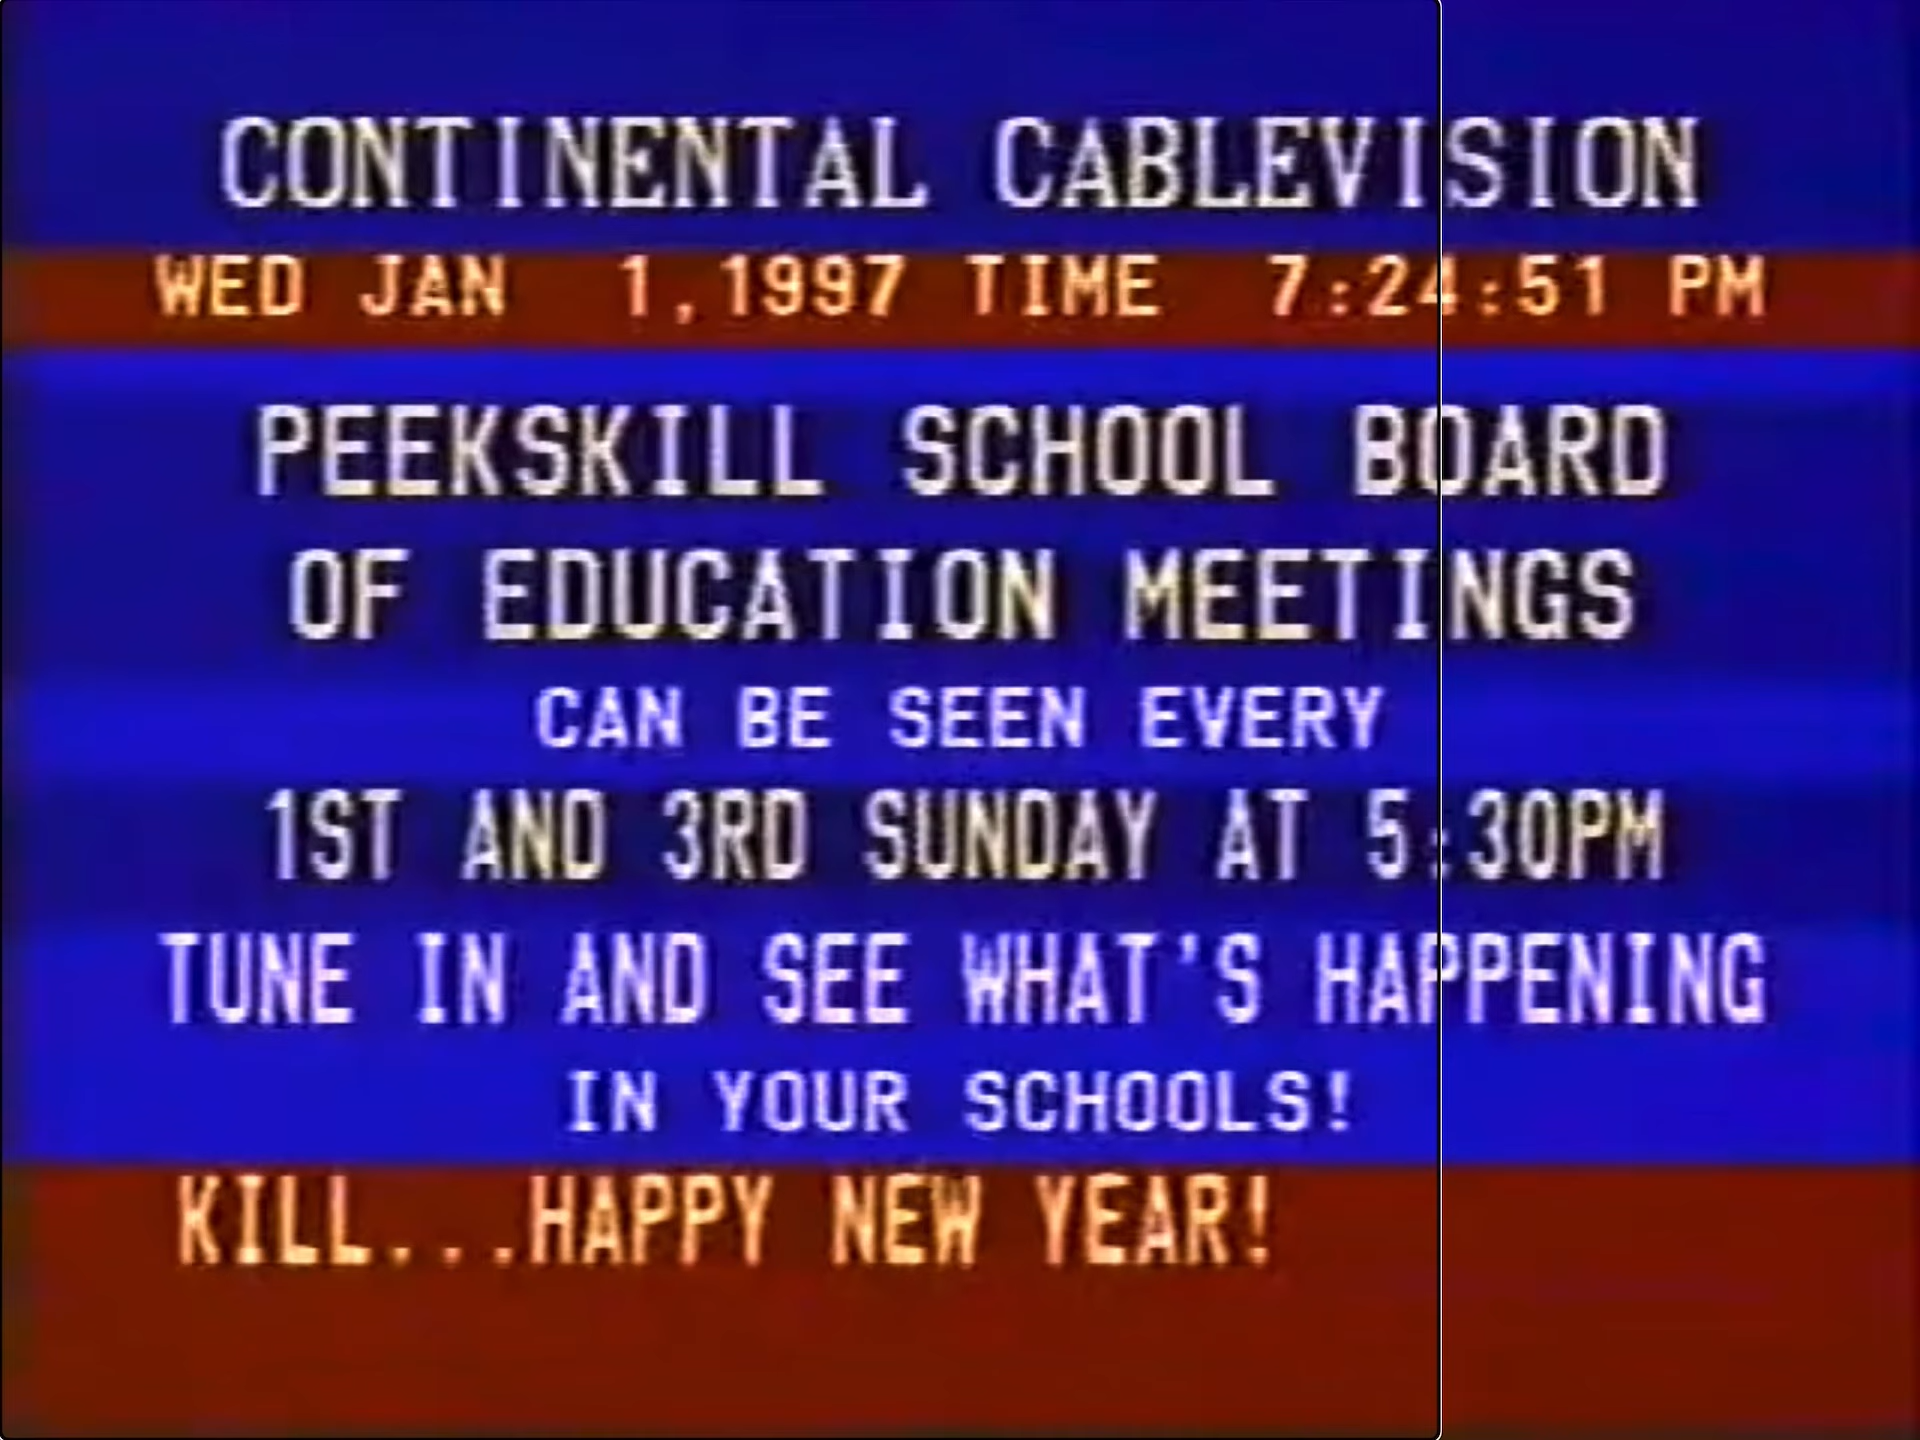 CONTINENTAL CABLEVISION
WED JAN 1,1997 TIME 7:24:51 PM
PEEKSKILL SCHOOL BOARD
OF EDUCATION MEETINGS
CAN BE SEEN EVERY
1ST AND 3RD SUNDAY AT 5:30PM
TUNE IN AND SEE WHAT'S HAPPENING
IN YOUR SCHOOLS!
KILL...HAPPY NEW YEAR!